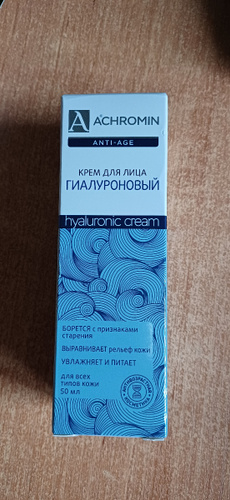 A ACHROMIN
ANTI-AGE
КРЕМ ДЛЯ ЛИЦА
ГИАЛУРОНОВЫЙ
hyaluronic cream
БОРЕТСЯ с признаками
старения
ВЫРАВНИВАЕТ рельеф кожи
УВЛАЖНЯЕТ И ПИТАЕТ
для всех
типов кожи
50 мл